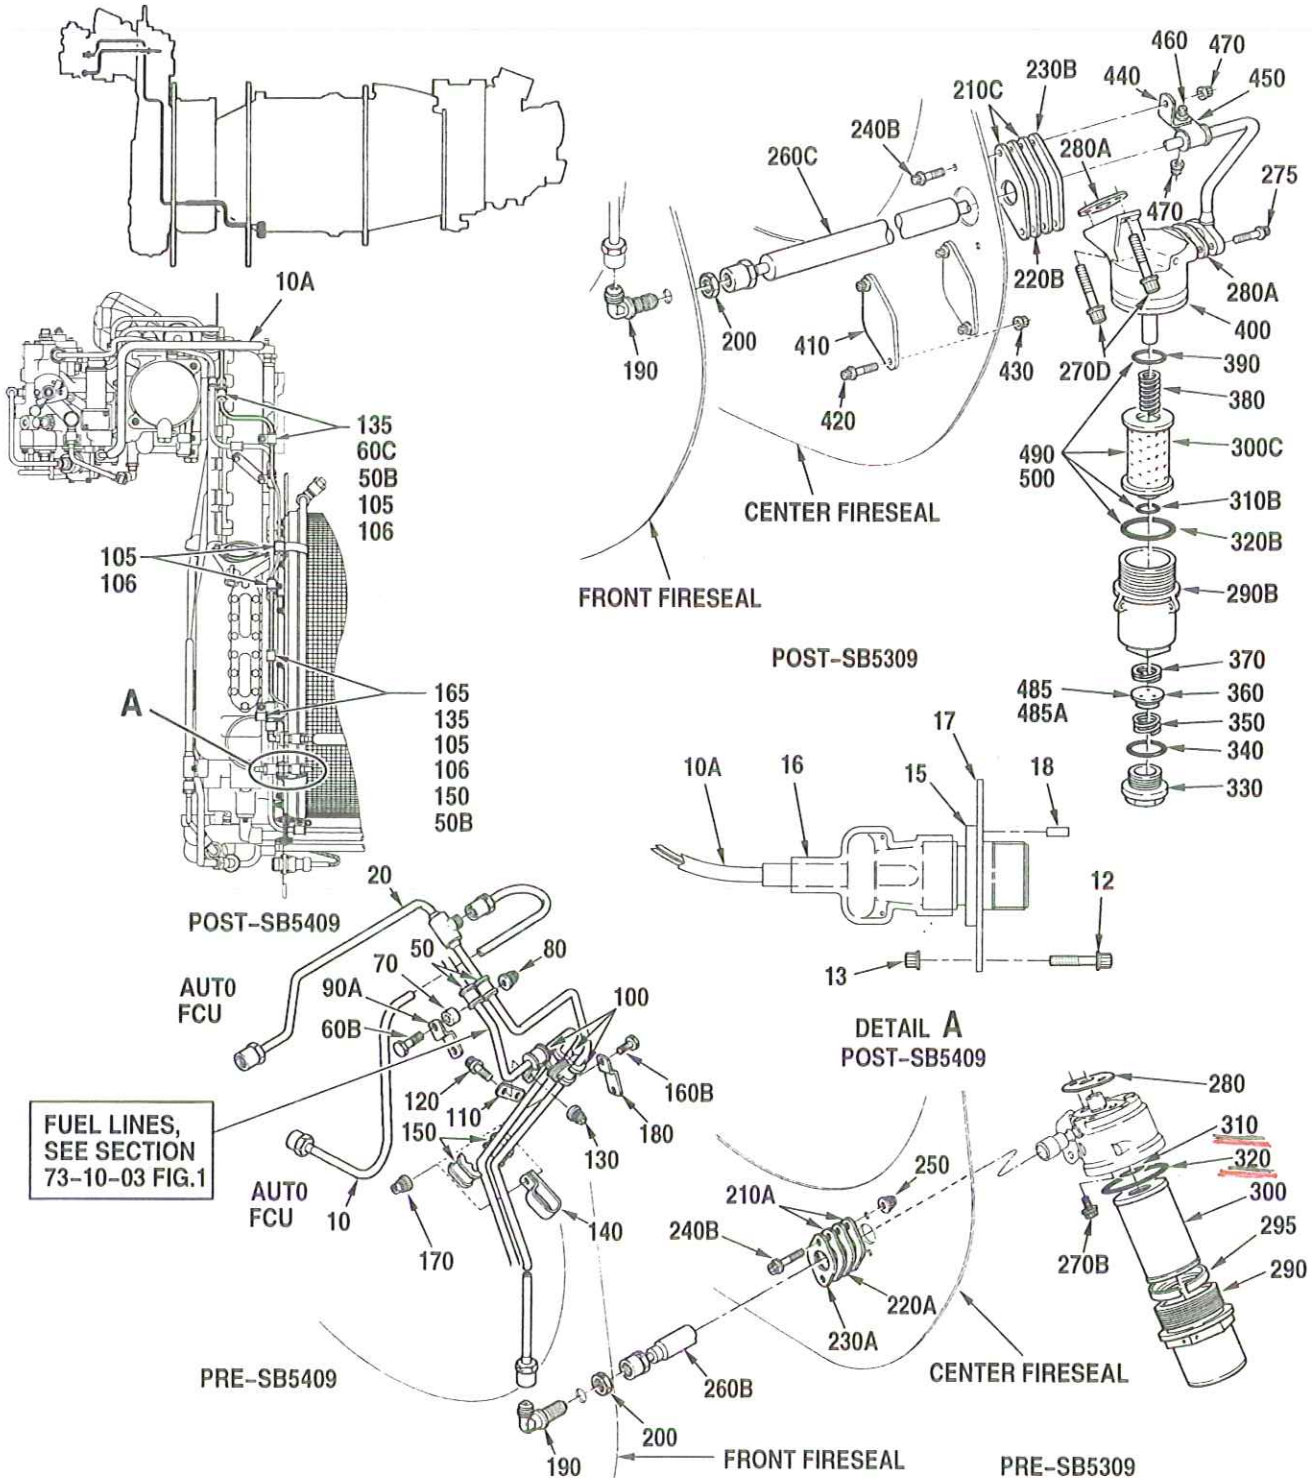 460
470
440
450
230B
210C
240B
280A
260C
275
470
220B
280A
400
200
410
430
190
270D
390
420
380
490
500
300C
310B
CENTER FIRESEAL
320B
FRONT FIRESEAL
290B
POST-SB5309
370
485
485A
360
350
340
330
10A
135
60C
50B
105
106
105
106
A
165
135
105
106
150
50B
POST-SB5409
17
10A
16
15
18
12
13
DETAIL A
POST-SB5409
20
50
80
70
90A
60B
AUTO
FCU
100
120
110
160B
180
150
130
FUEL LINES,
SEE SECTION
73-10-03 FIG.1
AUTO
FCU
10
140
170
PRE-SB5409
280
310
320
300
250
210A
240B
270B
295
290
220A
230A
CENTER FIRESEAL
260B
200
190
FRONT FIRESEAL
PRE-SB5309